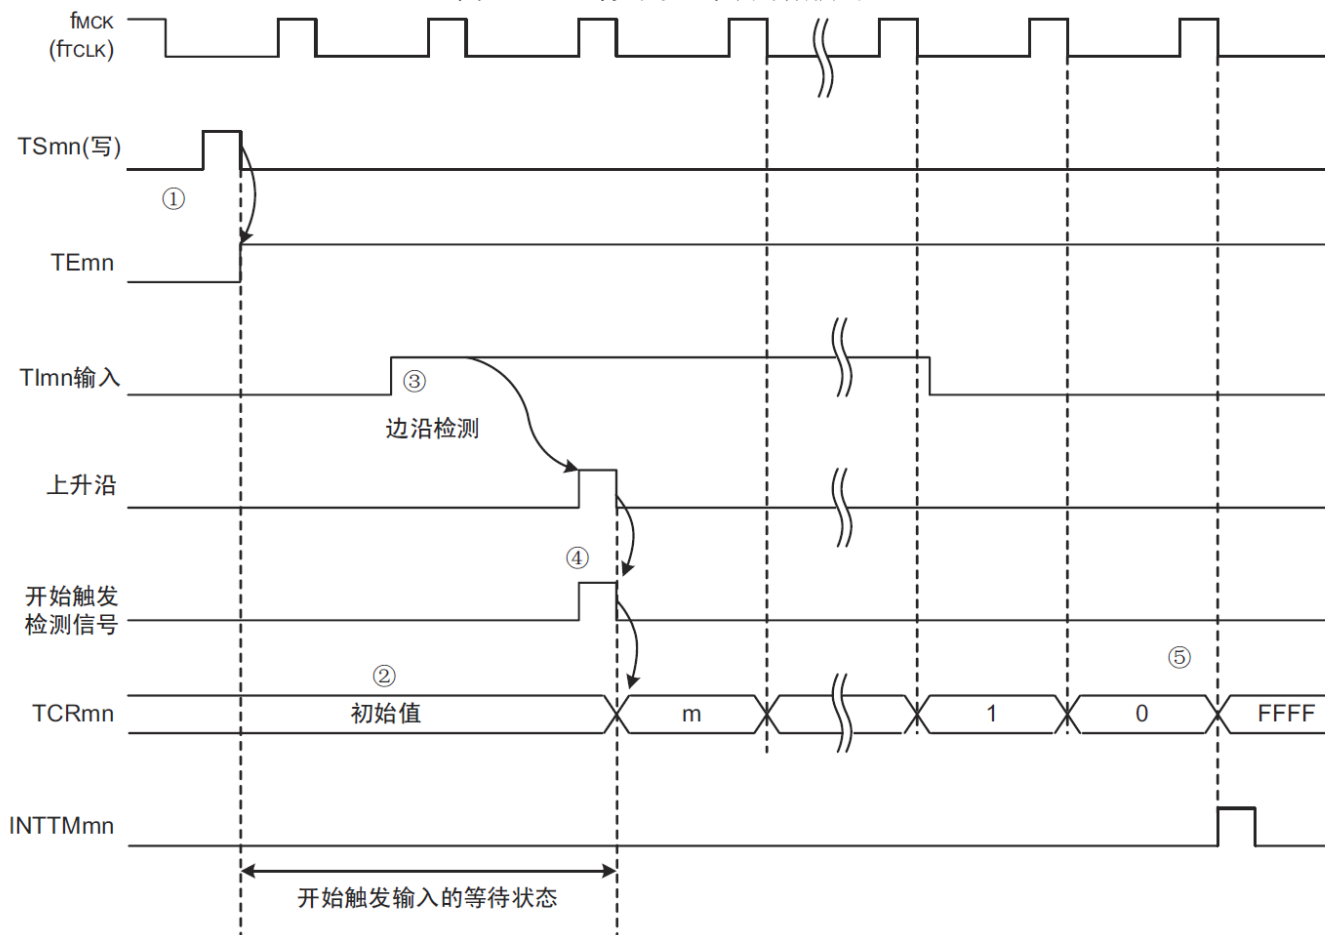 fMCK
(fTCLK)
TSmn(写)
①
TEmn
TImn输入
③
边沿检测
上升沿
④
开始触发
检测信号
②
⑤
TCRmn
初始值
m
1
0
FFFF
INTTMmn
开始触发输入的等待状态